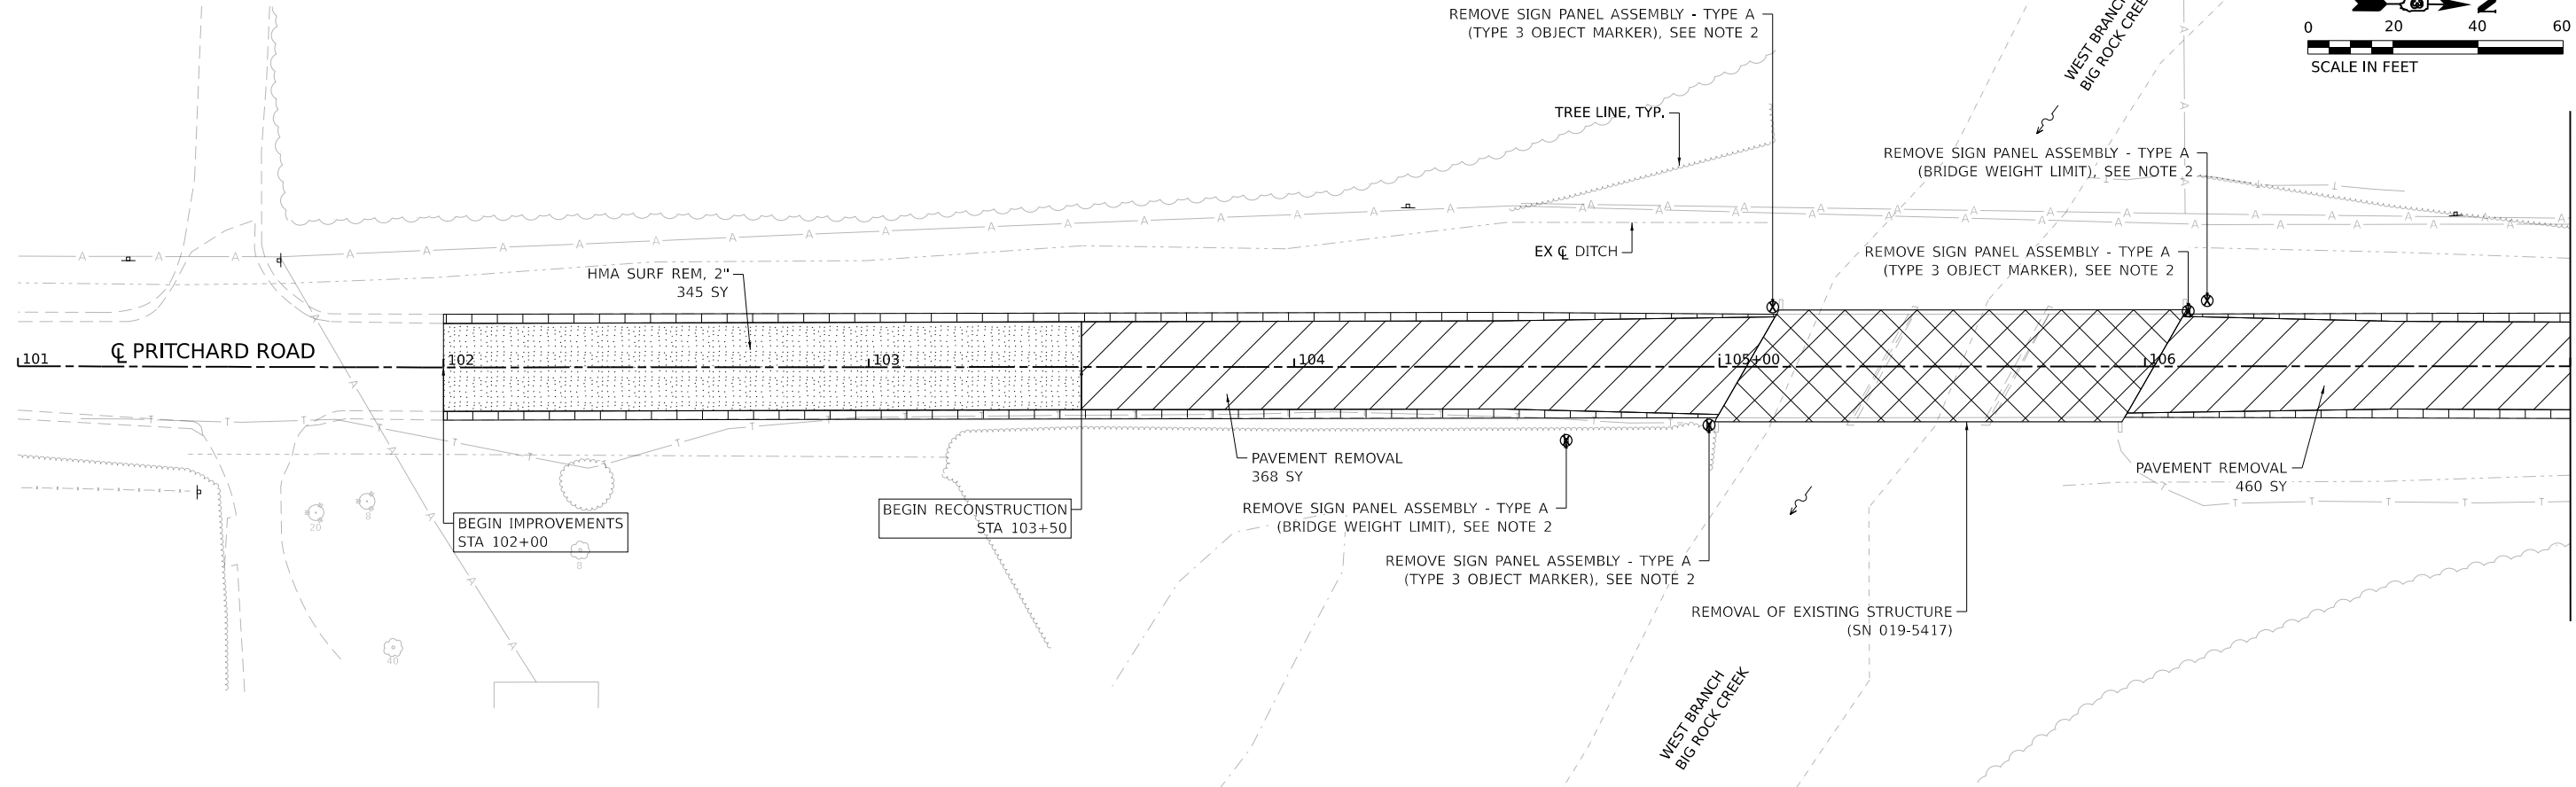 REMOVE SIGN PANEL ASSEMBLY - TYPE A
(TYPE 3 OBJECT MARKER), SEE NOTE 2
WEST BRANCH
BIG ROCK CREEK
N
0 20 40 60
SCALE IN FEET
TREE LINE, TYP.
REMOVE SIGN PANEL ASSEMBLY - TYPE A
(BRIDGE WEIGHT LIMIT), SEE NOTE 2
EX ℄ DITCH
REMOVE SIGN PANEL ASSEMBLY - TYPE A
(TYPE 3 OBJECT MARKER), SEE NOTE 2
HMA SURF REM, 2"
345 SY
101
℄ PRITCHARD ROAD
102
103
104
105+00
106
PAVEMENT REMOVAL
368 SY
PAVEMENT REMOVAL
460 SY
BEGIN IMPROVEMENTS
STA 102+00
BEGIN RECONSTRUCTION
STA 103+50
REMOVE SIGN PANEL ASSEMBLY - TYPE A
(BRIDGE WEIGHT LIMIT), SEE NOTE 2
20
8
8
40
REMOVE SIGN PANEL ASSEMBLY - TYPE A
(TYPE 3 OBJECT MARKER), SEE NOTE 2
REMOVAL OF EXISTING STRUCTURE
(SN 019-5417)
WEST BRANCH
BIG ROCK CREEK